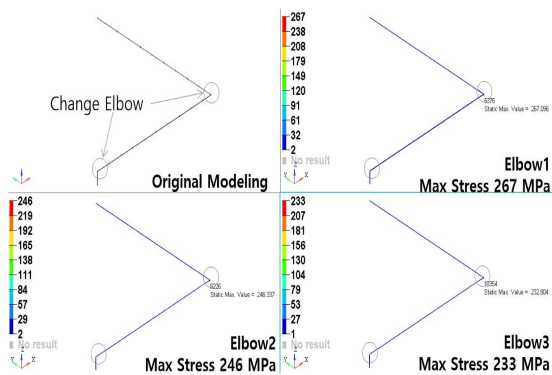 Change Elbow
Y
X
Original Modeling
267
238
208
179
149
120
91
61
32
2
No result
Z
Y
X
Static Max. Value = 267.096
Elbow1
Max Stress 267 MPa
246
219
192
165
138
111
84
57
29
2
No result
Z
Y
X
Static Max. Value = 246.337
Elbow2
Max Stress 246 MPa
233
207
181
156
130
104
79
53
27
1
No result
Z
Y
X
10354
Static Max. Value = 232.804
Elbow3
Max Stress 233 MPa